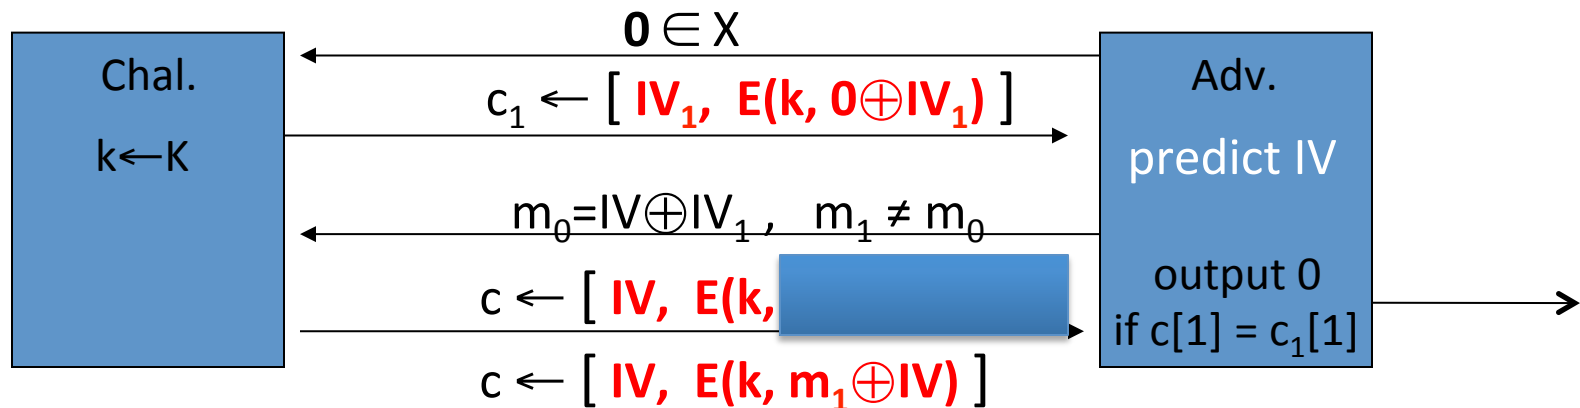 Chal.
k←K
0 ∈ X
c₁ ← [ IV₁, E(k, 0⊕IV₁) ]
m₀=IV⊕IV₁ , m₁ ≠ m₀
c ← [ IV, E(k,
c ← [ IV, E(k, m₁⊕IV) ]
Adv.
predict IV
output 0
if c[1] = c₁[1]